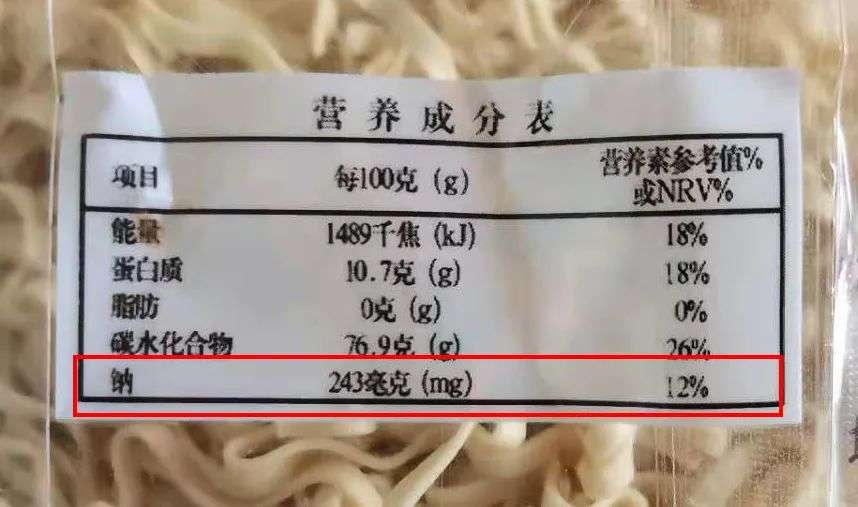 营养成分表
项目 每100克 (g) 营养素参考值%
或NRV%
能量 1489千焦 (kJ) 18%
蛋白质 10.7克 (g) 18%
脂肪 0克 (g) 0%
碳水化合物 76.9克 (g) 26%
钠 243毫克 (mg) 12%